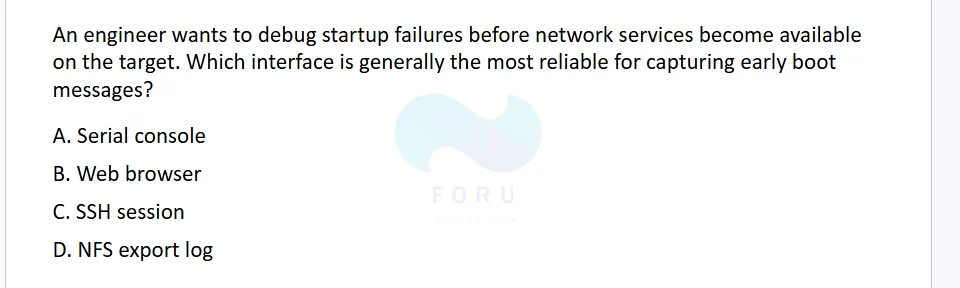 An engineer wants to debug startup failures before network services become available
on the target. Which interface is generally the most reliable for capturing early boot
messages?
A. Serial console
B. Web browser
C. SSH session
D. NFS export log
FORU